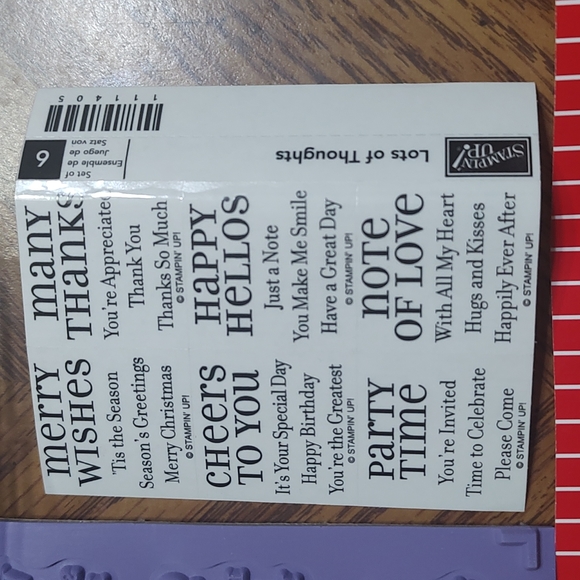 111405
6
Set of
Ensemble de
Juego de
Satz von
Lots of Thoughts
STAMPIN' UP!
merry
WISHES
'Tis the Season
Season's Greetings
Merry Christmas
© STAMPIN' UP!
many
THANKS
You're Appreciated
Thank You
Thanks So Much
© STAMPIN' UP!
CHEERS
TO YOU
It's Your Special Day
Happy Birthday
You're the Greatest
© STAMPIN' UP!
HAPPY
HELLOS
Just a Note
You Make Me Smile
Have a Great Day
© STAMPIN' UP!
PARTY
TIME
You're Invited
Time to Celebrate
Please Come
© STAMPIN' UP!
NOTE
OF LOVE
With All My Heart
Hugs and Kisses
Happily Ever After
© STAMPIN' UP!